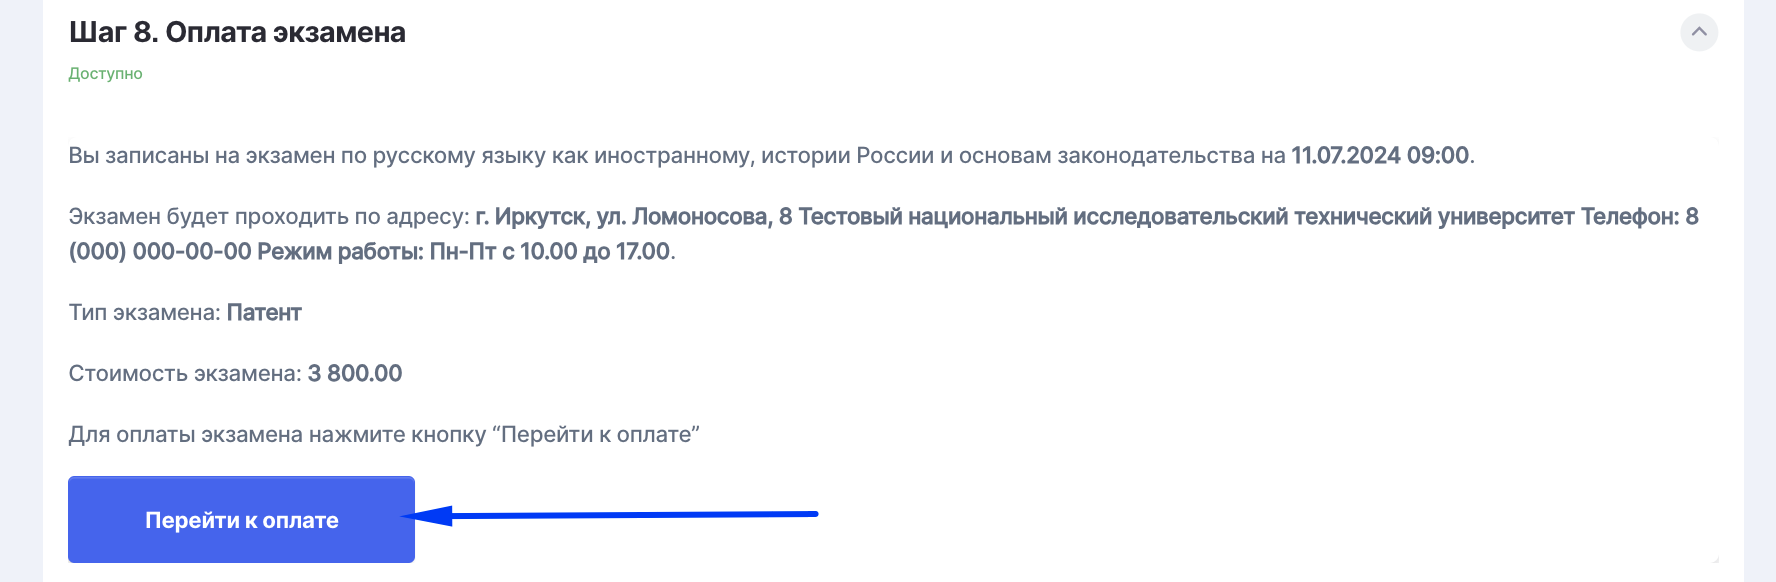 Шаг 8. Оплата экзамена
Доступно
Вы записаны на экзамен по русскому языку как иностранному, истории России и основам законодательства на 11.07.2024 09:00.
Экзамен будет проходить по адресу: г. Иркутск, ул. Ломоносова, 8 Тестовый национальный исследовательский технический университет Телефон: 8
(000) 000-00-00 Режим работы: Пн-Пт с 10.00 до 17.00.
Тип экзамена: Патент
Стоимость экзамена: 3 800.00
Для оплаты экзамена нажмите кнопку “Перейти к оплате”
Перейти к оплате